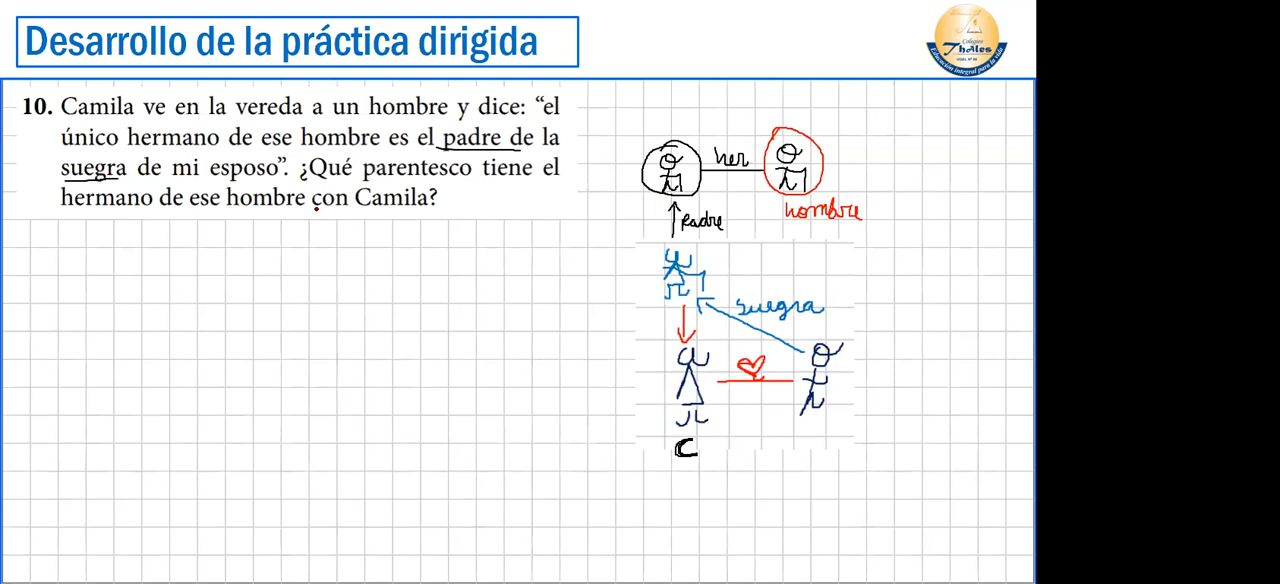 Desarrollo de la práctica dirigida
Colegio
Thales
Educación integral para la vida
10. Camila ve en la vereda a un hombre y dice: “el
único hermano de ese hombre es el padre de la
suegra de mi esposo”. ¿Qué parentesco tiene el
hermano de ese hombre con Camila?
her
hombre
Padre
suegra
C